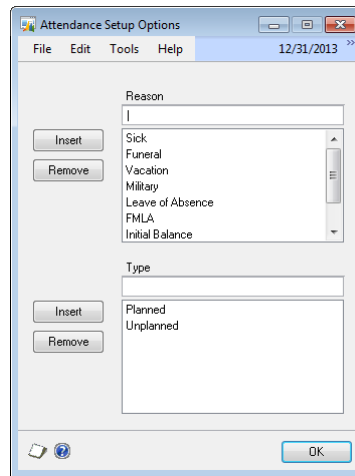 Attendance Setup Options
File Edit Tools Help 12/31/2013 »
Reason
Insert
Remove
Sick
Funeral
Vacation
Military
Leave of Absence
FMLA
Initial Balance
Type
Insert
Remove
Planned
Unplanned
OK